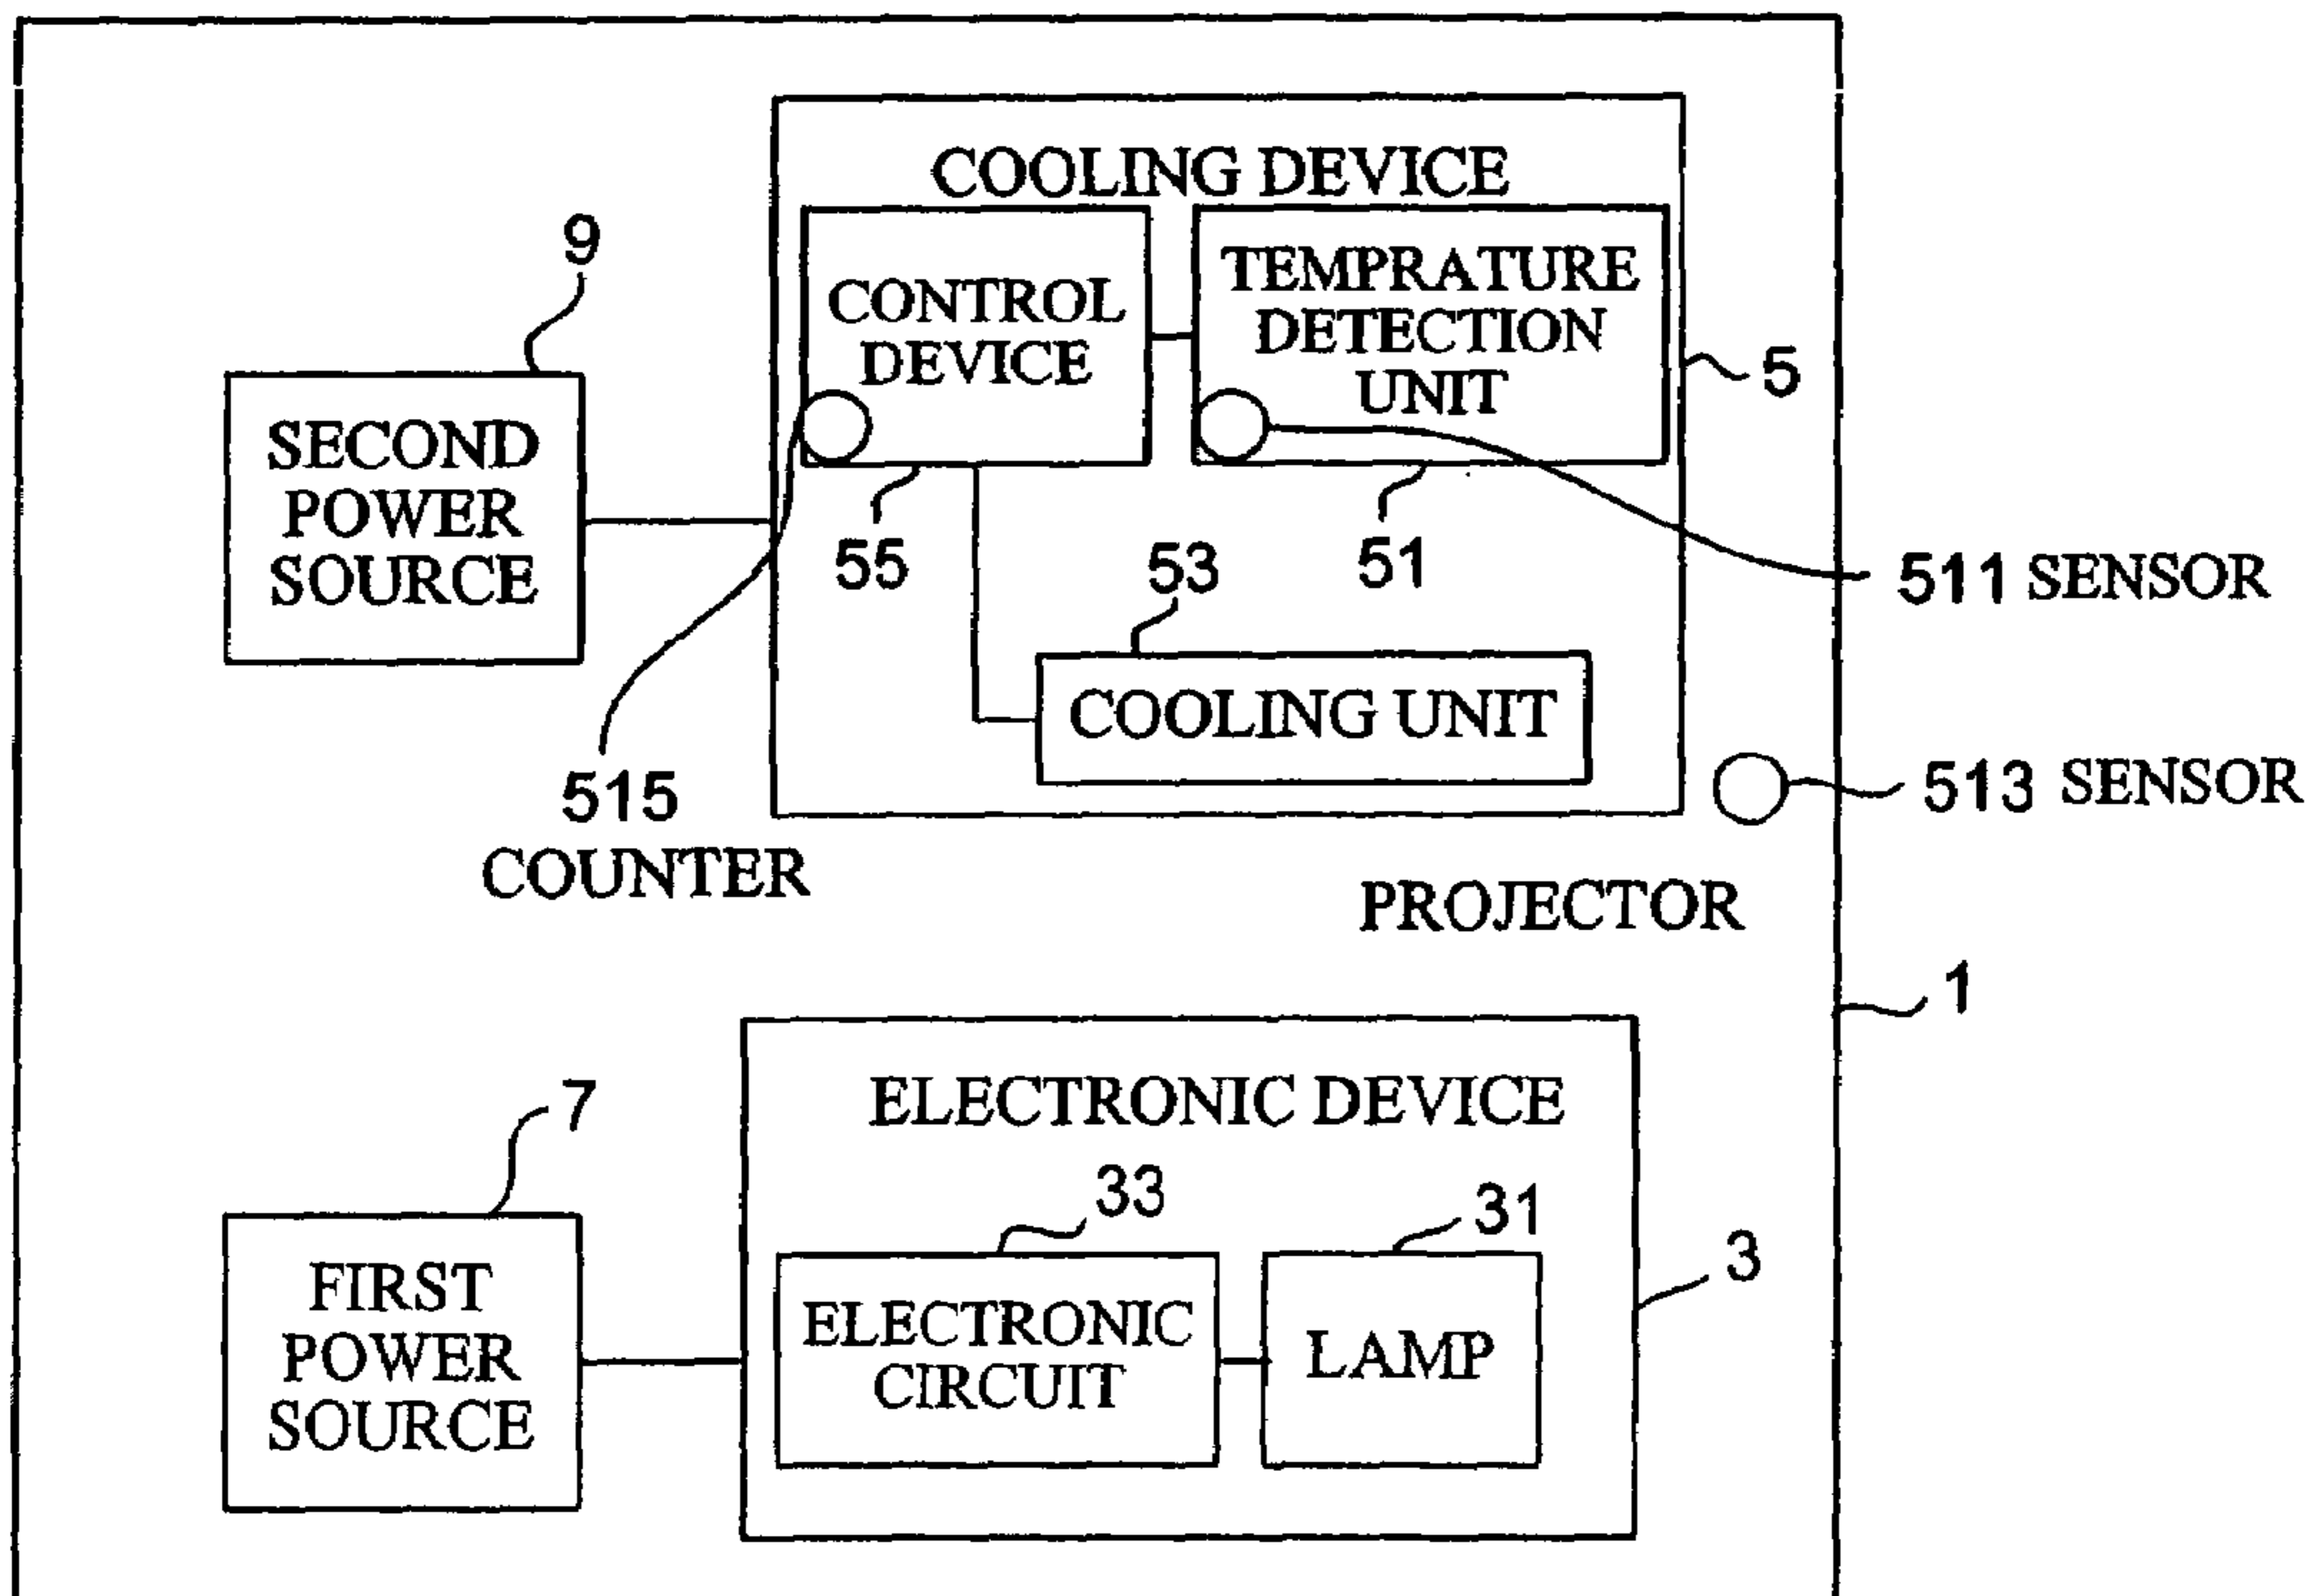 COOLING DEVICE
9
CONTROL
DEVICE
TEMPRATURE
DETECTION
UNIT
5
SECOND
POWER
SOURCE
55
53
51
511 SENSOR
COOLING UNIT
515
COUNTER
513 SENSOR
PROJECTOR
1
7
ELECTRONIC DEVICE
33
31
3
FIRST
POWER
SOURCE
ELECTRONIC
CIRCUIT
LAMP